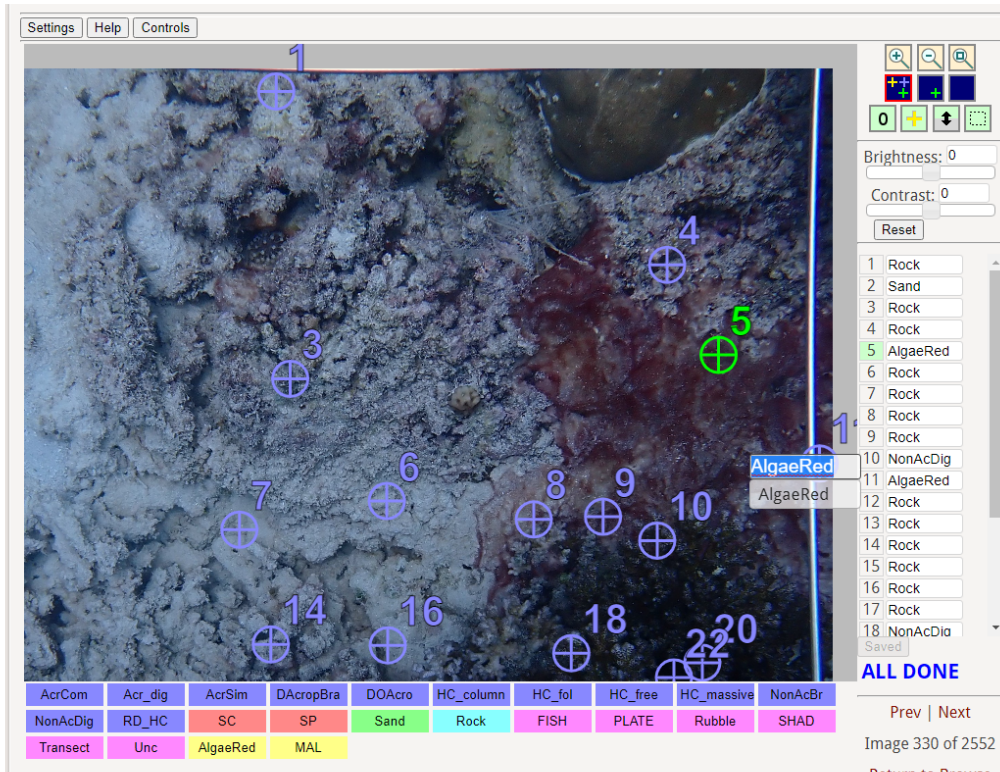 Settings Help Controls
1
4
5
3
11
6
7
8
9
10
14
16
18
20
22
AlgaeRed
AlgaeRed
0
Brightness: 0
Contrast: 0
Reset
1 Rock
2 Sand
3 Rock
4 Rock
5 AlgaeRed
6 Rock
7 Rock
8 Rock
9 Rock
10 NonAcDig
11 AlgaeRed
12 Rock
13 Rock
14 Rock
15 Rock
16 Rock
17 Rock
18 NonAcDig
Saved
ALL DONE
AcrCom Acr_dig AcrSim DAcropBra DOAcro HC_column HC_fol HC_free HC_massive NonAcBr
NonAcDig RD_HC SC SP Sand Rock FISH PLATE Rubble SHAD
Transect Unc AlgaeRed MAL
Prev | Next
Image 330 of 2552
Return to Browse